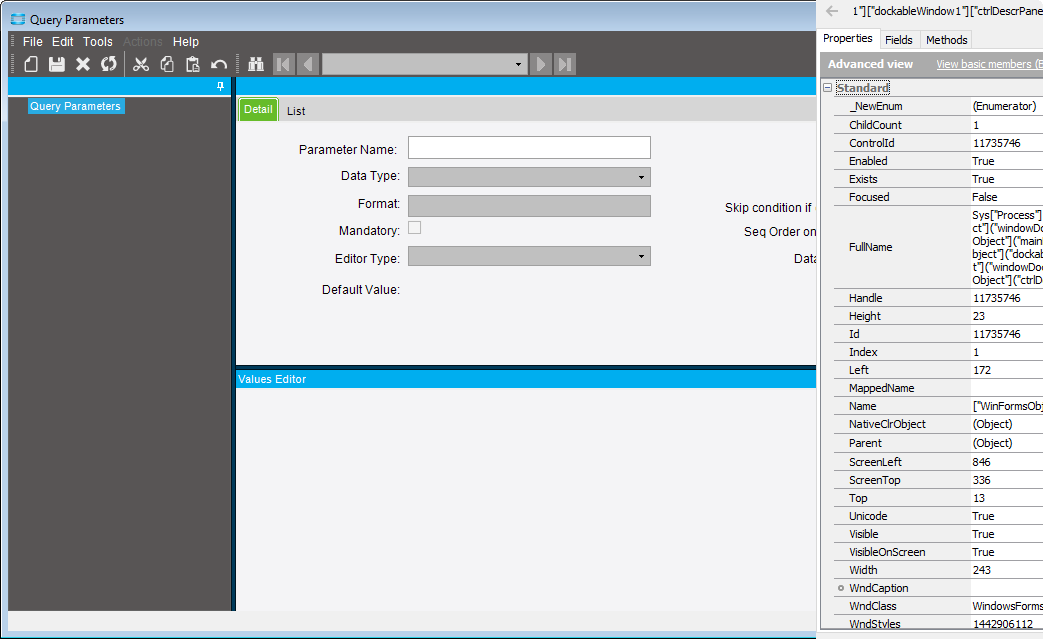 Query Parameters
File Edit Tools Actions Help
Query Parameters
Detail List
Parameter Name:
Data Type:
Format:
Skip condition if
Mandatory:
Seq Order on
Editor Type:
Data
Default Value:
Values Editor
1"]["dockableWindow1"]["ctrlDescrPane
Properties Fields Methods
Advanced view View basic members (
Standard
_NewEnum (Enumerator)
ChildCount 1
ControlId 11735746
Enabled True
Exists True
Focused False
Sys["Process"]
ct"]("windowDo
Object"]("main
bject"]("dockab
FullName
t"]("windowDoc
Object"]("ctrlD
Handle 11735746
Height 23
Id 11735746
Index 1
Left 172
MappedName
Name ["WinFormsObj
NativeClrObject (Object)
Parent (Object)
ScreenLeft 846
ScreenTop 336
Top 13
Unicode True
Visible True
VisibleOnScreen True
Width 243
WndCaption
WndClass WindowsForms
WndStyles 1442906112